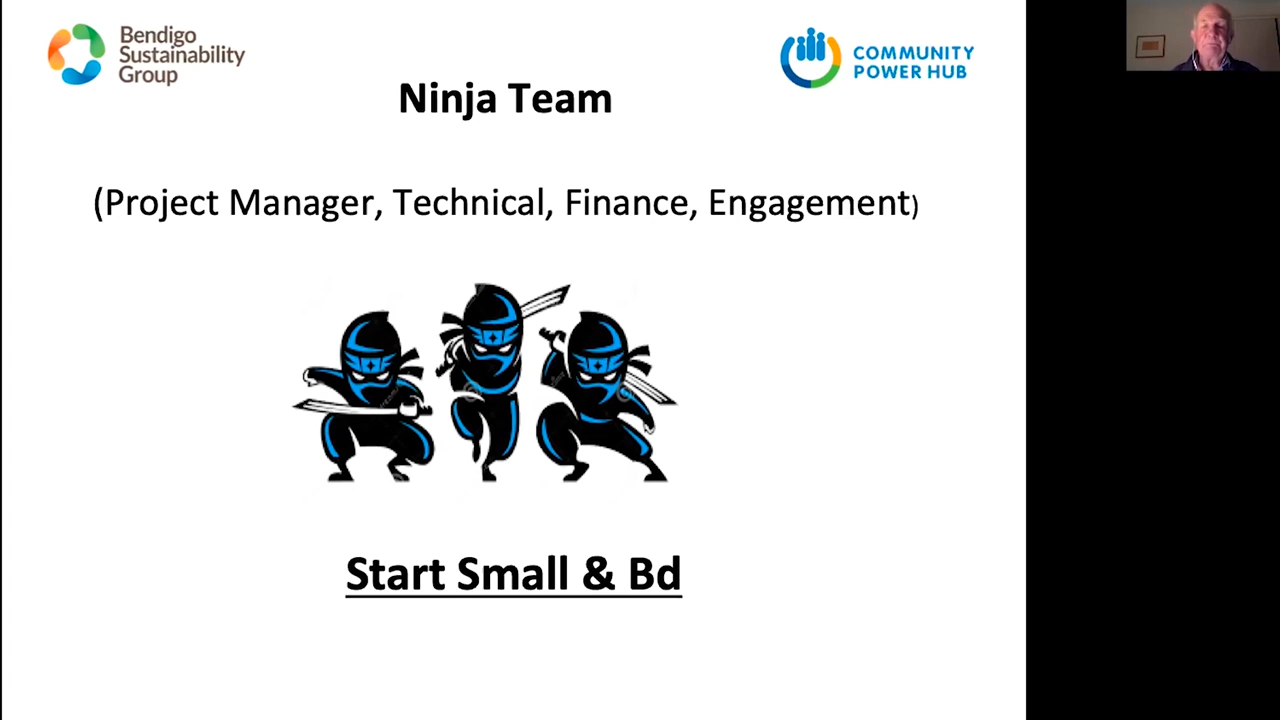 Bendigo
Sustainability
Group
COMMUNITY
POWER HUB
Ninja Team
(Project Manager, Technical, Finance, Engagement)
Start Small & Bd